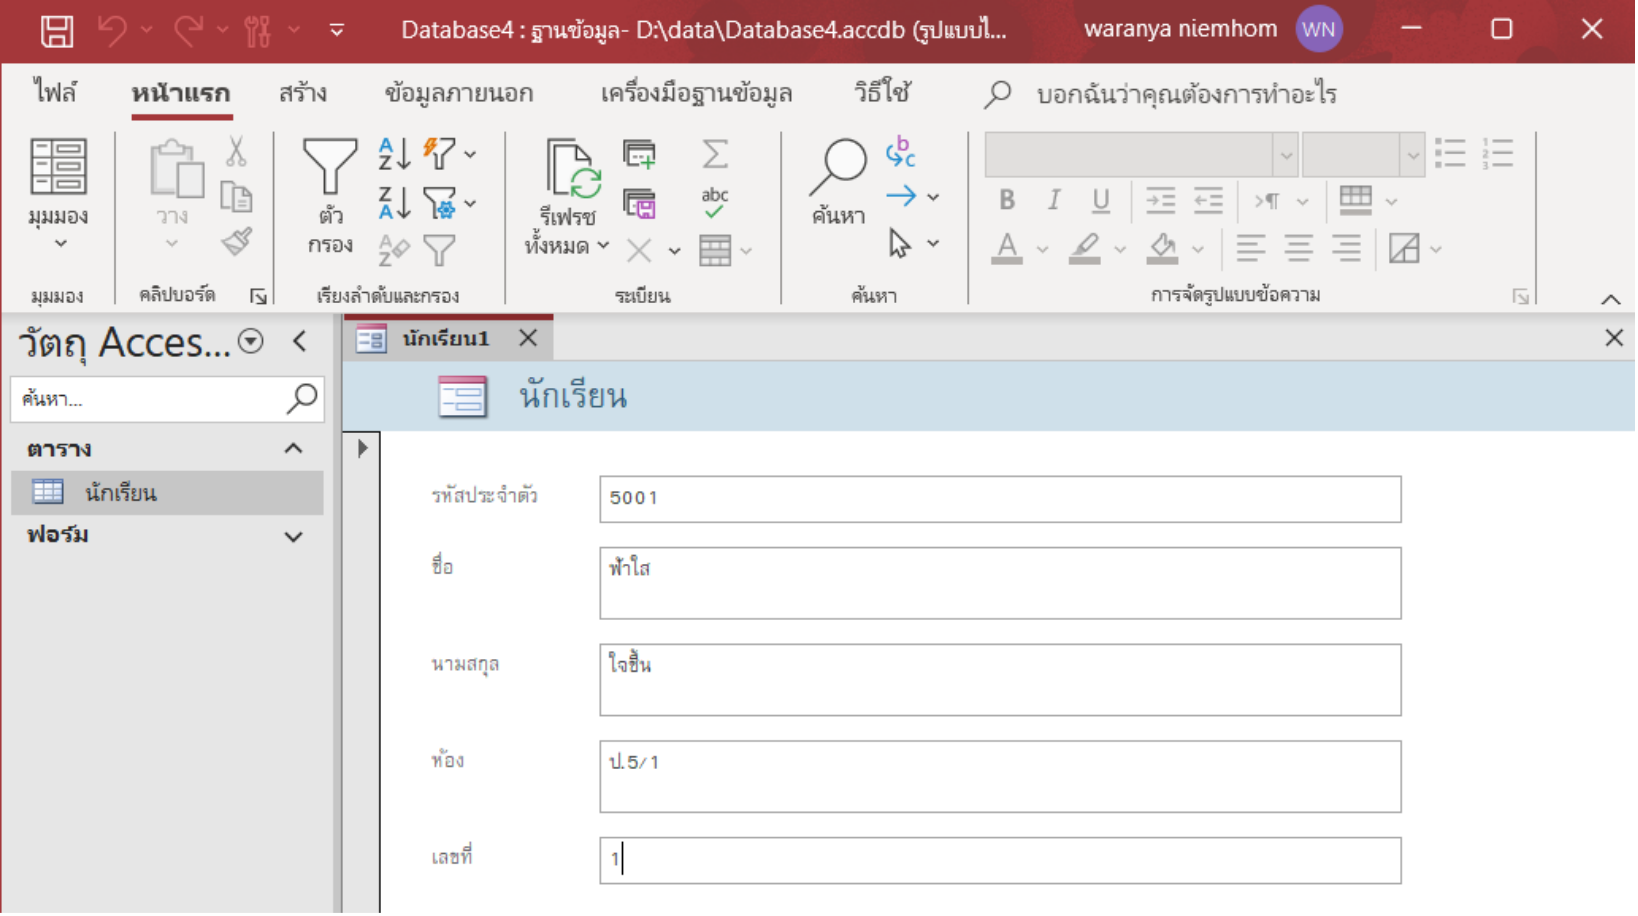 Database4 : ฐานข้อมูล- D:\data\Database4.accdb (รูปแบบไ...
waranya niemhom
WN
ไฟล์
หน้าแรก
สร้าง
ข้อมูลภายนอก
เครื่องมือฐานข้อมูล
วิธีใช้
บอกฉันว่าคุณต้องการทำอะไร
มุมมอง
วาง
ตัว
กรอง
รีเฟรช
ทั้งหมด
abc
ค้นหา
B I U
มุมมอง
คลิปบอร์ด
เรียงลำดับและกรอง
ระเบียน
ค้นหา
การจัดรูปแบบข้อความ
วัตถุ Acces...
ค้นหา...
ตาราง
นักเรียน
ฟอร์ม
นักเรียน1
นักเรียน
รหัสประจำตัว 5001
ชื่อ ฟ้าใส
นามสกุล ใจชื้น
ห้อง ป.5/1
เลขที่ 1